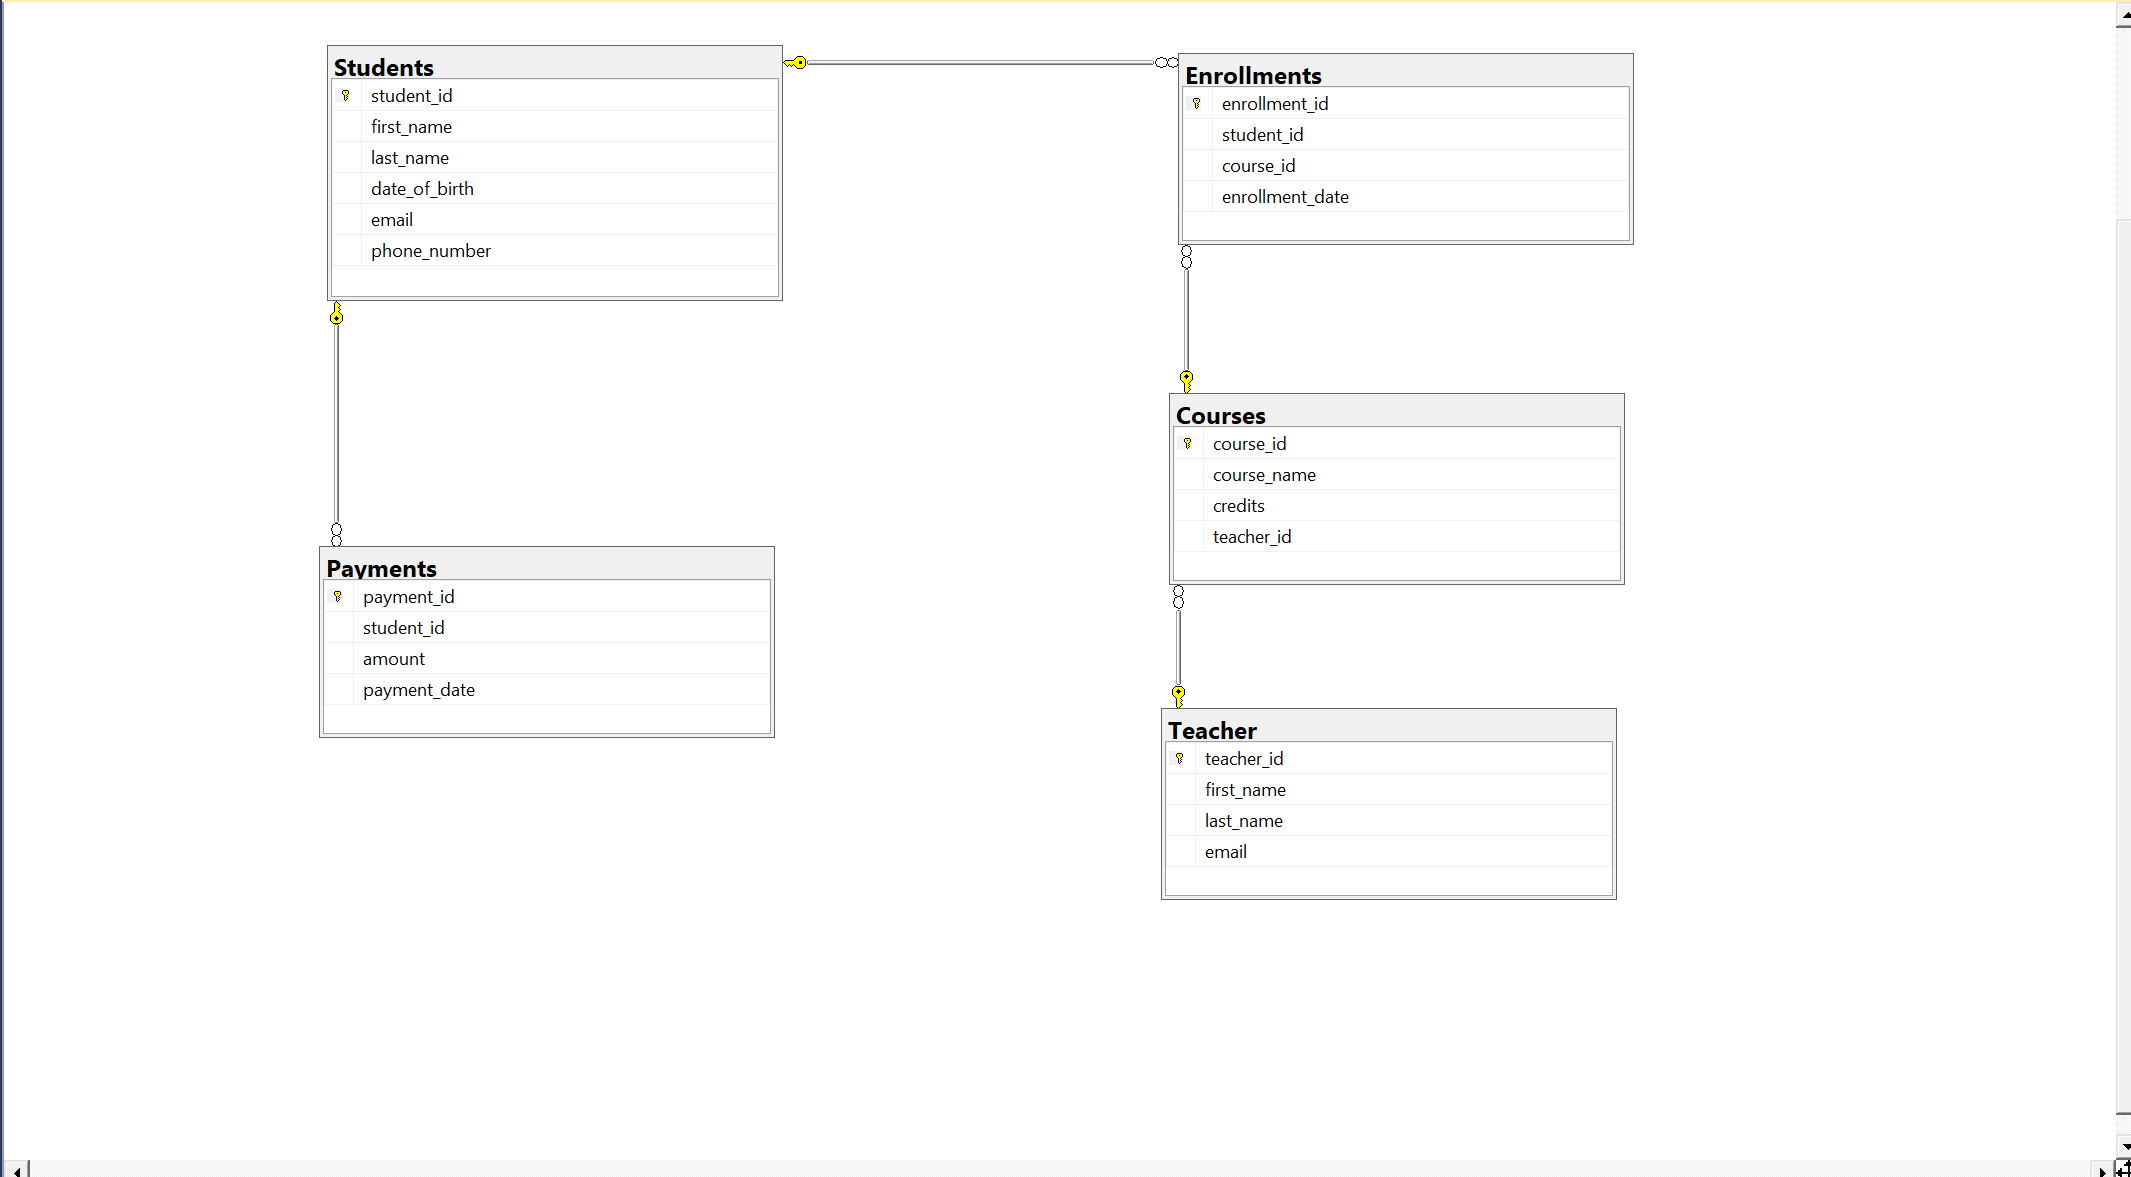 Students
student_id
first_name
last_name
date_of_birth
email
phone_number
Enrollments
enrollment_id
student_id
course_id
enrollment_date
Courses
course_id
course_name
credits
teacher_id
Payments
payment_id
student_id
amount
payment_date
Teacher
teacher_id
first_name
last_name
email